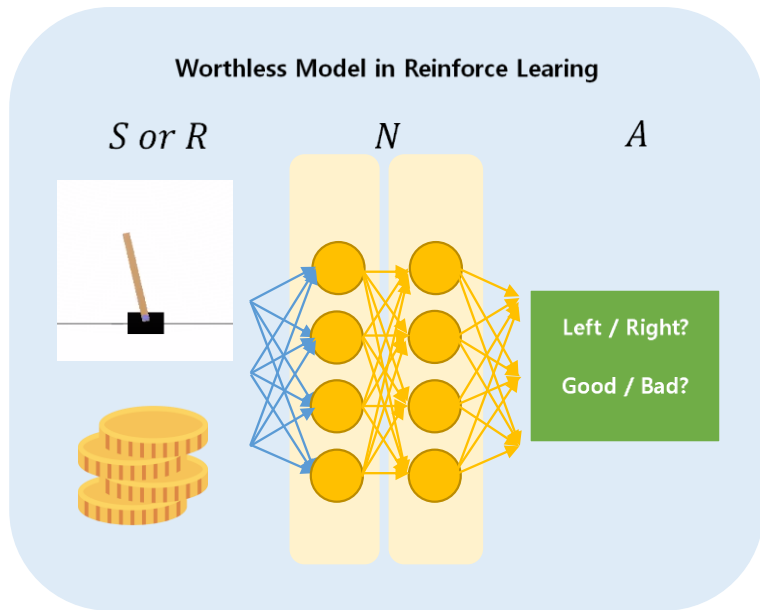 Worthless Model in Reinforce Learing
S or R
N
A
Left / Right?
Good / Bad?